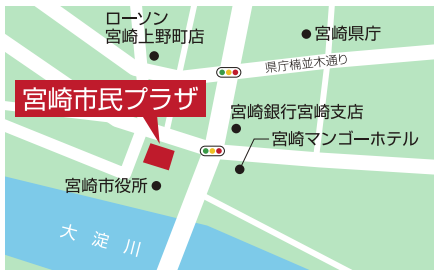 ローソン
宮崎上野町店
宮崎県庁
県庁楠並木通り
宮崎市民プラザ
宮崎銀行宮崎支店
宮崎マンゴーホテル
宮崎市役所
大淀川